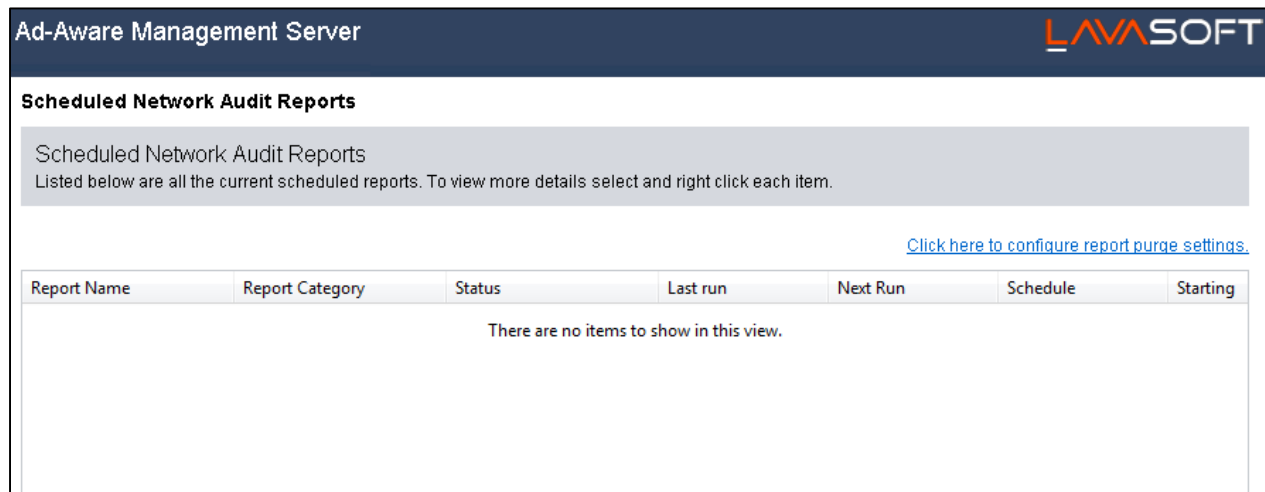 Ad-Aware Management Server
LAVASOFT
Scheduled Network Audit Reports
Scheduled Network Audit Reports
Listed below are all the current scheduled reports. To view more details select and right click each item.
Click here to configure report purge settings.
Report Name Report Category Status Last run Next Run Schedule Starting
There are no items to show in this view.